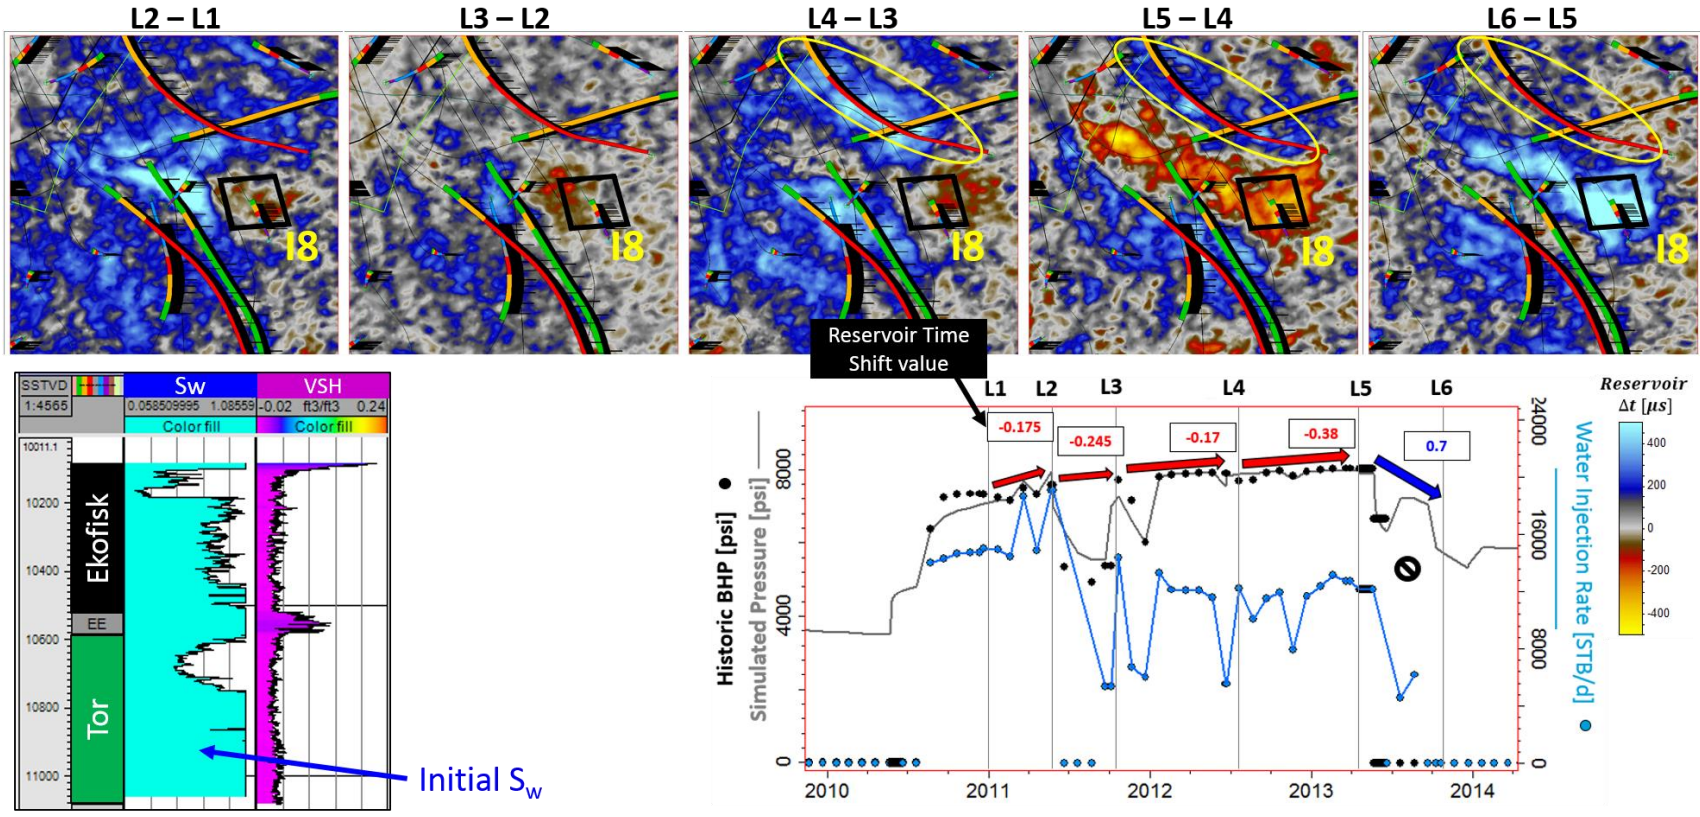 L2 – L1
L3 – L2
L4 – L3
L5 – L4
L6 – L5
I8
I8
I8
I8
I8
Reservoir Time
Shift value
SSTVD
1:4565
Sw
0.058509995 1.08559
Color fill
VSH
-0.02 ft3/ft3 0.24
Color fill
10011.1
10200
10400
10600
10800
11000
Ekofisk
EE
Tor
Initial Sw
Historic BHP [psi]
Simulated Pressure [psi]
8000
4000
0
L1
L2
L3
L4
L5
L6
-0.175
-0.245
-0.17
-0.38
0.7
2010
2011
2012
2013
2014
24000
16000
8000
0
Water Injection Rate [STB/d]
Reservoir
Δt [μs]
400
200
0
-200
-400